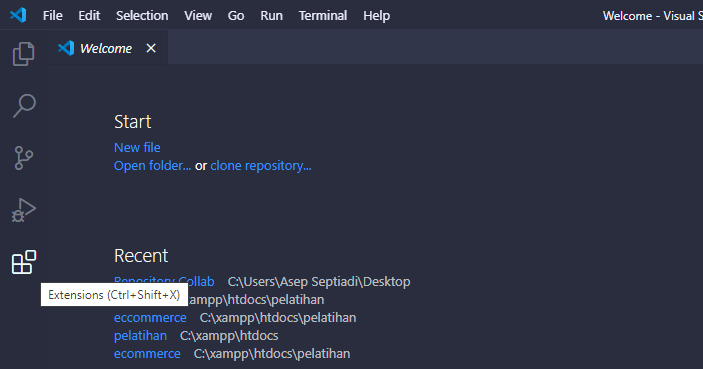 File Edit Selection View Go Run Terminal Help Welcome - Visual S
Welcome
Start
New file
Open folder... or clone repository...
Recent
Repository Collab C:\Users\Asep Septiadi\Desktop
Extensions (Ctrl+Shift+X) \xampp\htdocs\pelatihan
eccommerce C:\xampp\htdocs\pelatihan
pelatihan C:\xampp\htdocs
ecommerce C:\xampp\htdocs\pelatihan